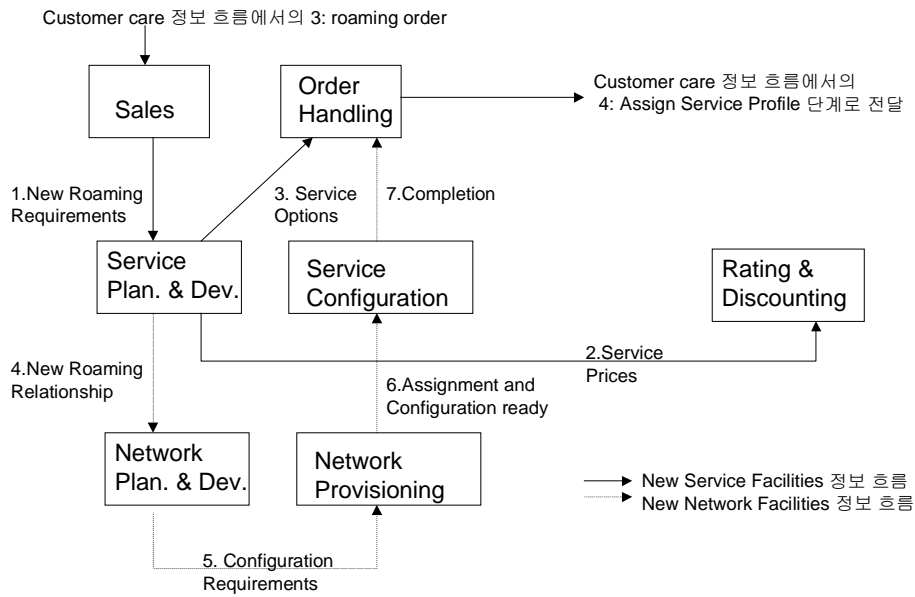 Customer care 정보 흐름에서의 3: roaming order
Sales
Order
Handling
Customer care 정보 흐름에서의
4: Assign Service Profile 단계로 전달
1.New Roaming
Requirements
3. Service
Options
7.Completion
Service
Plan. & Dev.
Service
Configuration
Rating &
Discounting
4.New Roaming
Relationship
2.Service
Prices
6.Assignment and
Configuration ready
Network
Plan. & Dev.
Network
Provisioning
New Service Facilities 정보 흐름
New Network Facilities 정보 흐름
5. Configuration
Requirements